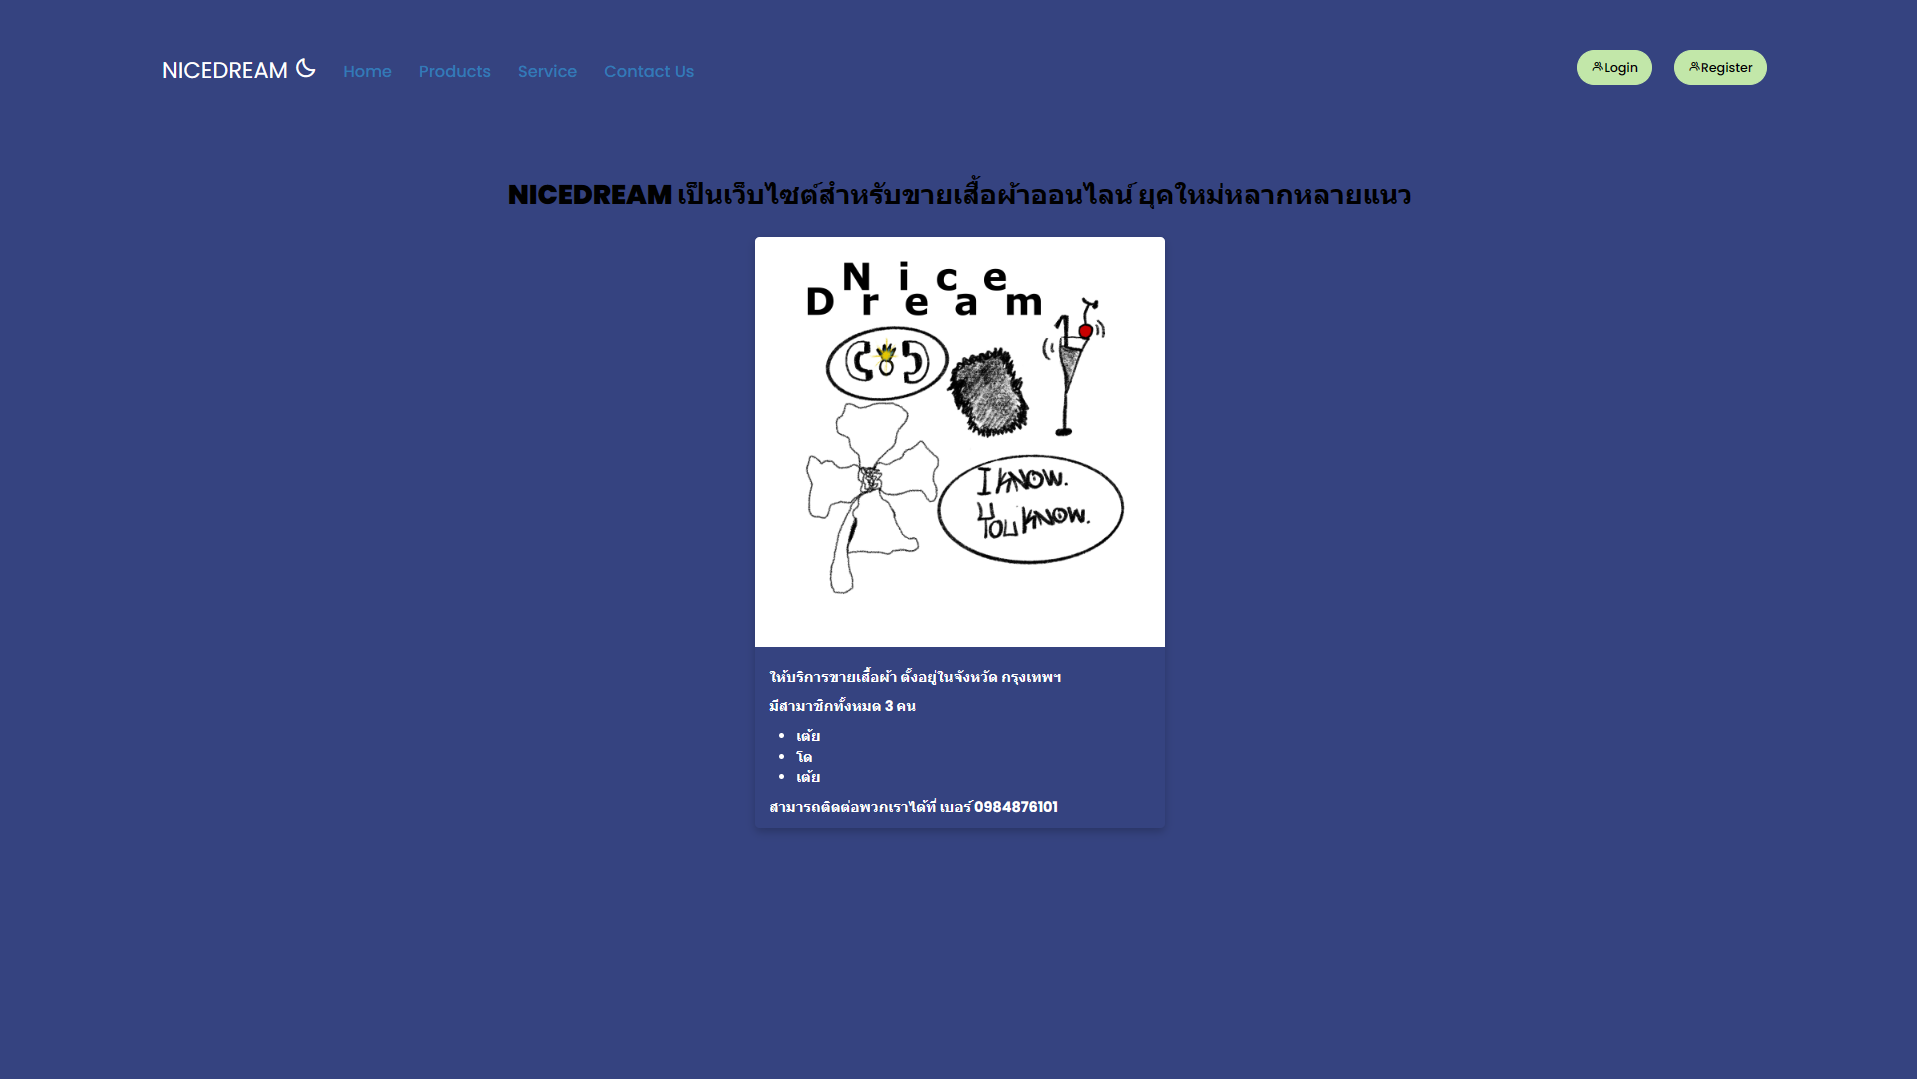 NICEDREAM
Home
Products
Service
Contact Us
Login
Register
NICEDREAM เป็นเว็บไซต์สำหรับขายเสื้อผ้าออนไลน์ ยุคใหม่หลากหลายแนว
Nice
Dream
I KNOW.
YOU KNOW.
ให้บริการขายเสื้อผ้า ตั้งอยู่ในจังหวัด กรุงเทพฯ
มีสามาชิกทั้งหมด 3 คน
เต้ย
โด
เต้ย
สามารถติดต่อพวกเราได้ที่ เบอร์ 0984876101